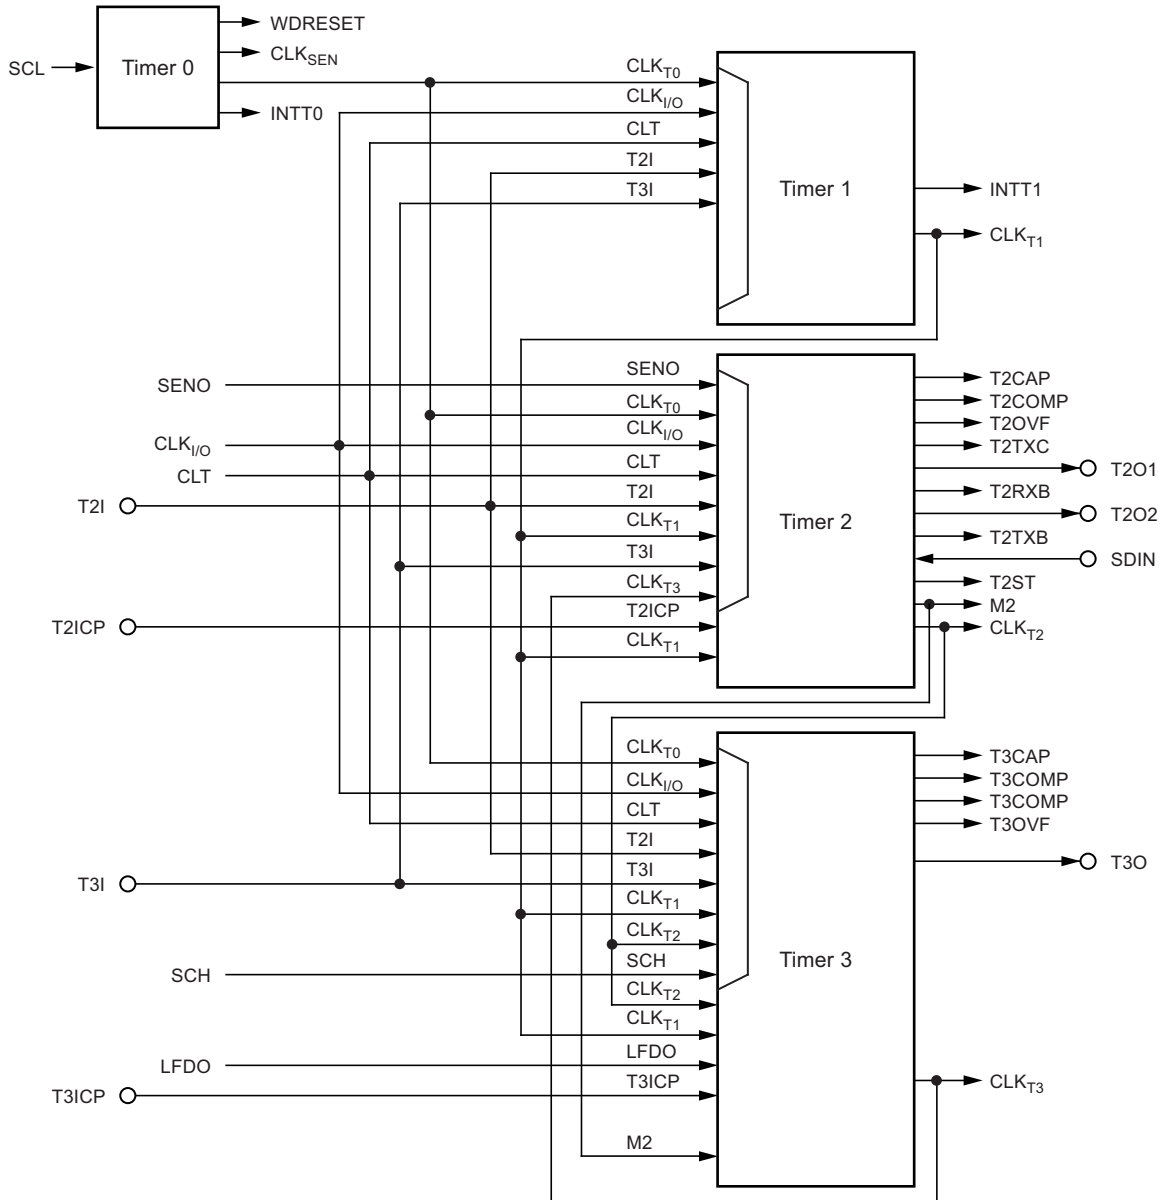 SCL
Timer 0
WDRESET
CLKSEN
INTT0
CLKT0
CLKI/O
CLT
T2I
T3I
Timer 1
INTT1
CLKT1
SENO
CLKI/O
CLT
T2I
T2ICP
SENO
CLKT0
CLKI/O
CLT
T2I
CLKT1
T3I
CLKT3
T2ICP
CLKT1
Timer 2
T2CAP
T2COMP
T2OVF
T2TXC
T2O1
T2RXB
T2O2
T2TXB
SDIN
T2ST
M2
CLKT2
T3I
SCH
LFDO
T3ICP
CLKT0
CLKI/O
CLT
T2I
T3I
CLKT1
CLKT2
SCH
CLKT2
CLKT1
LFDO
T3ICP
M2
Timer 3
T3CAP
T3COMP
T3COMP
T3OVF
T3O
CLKT3